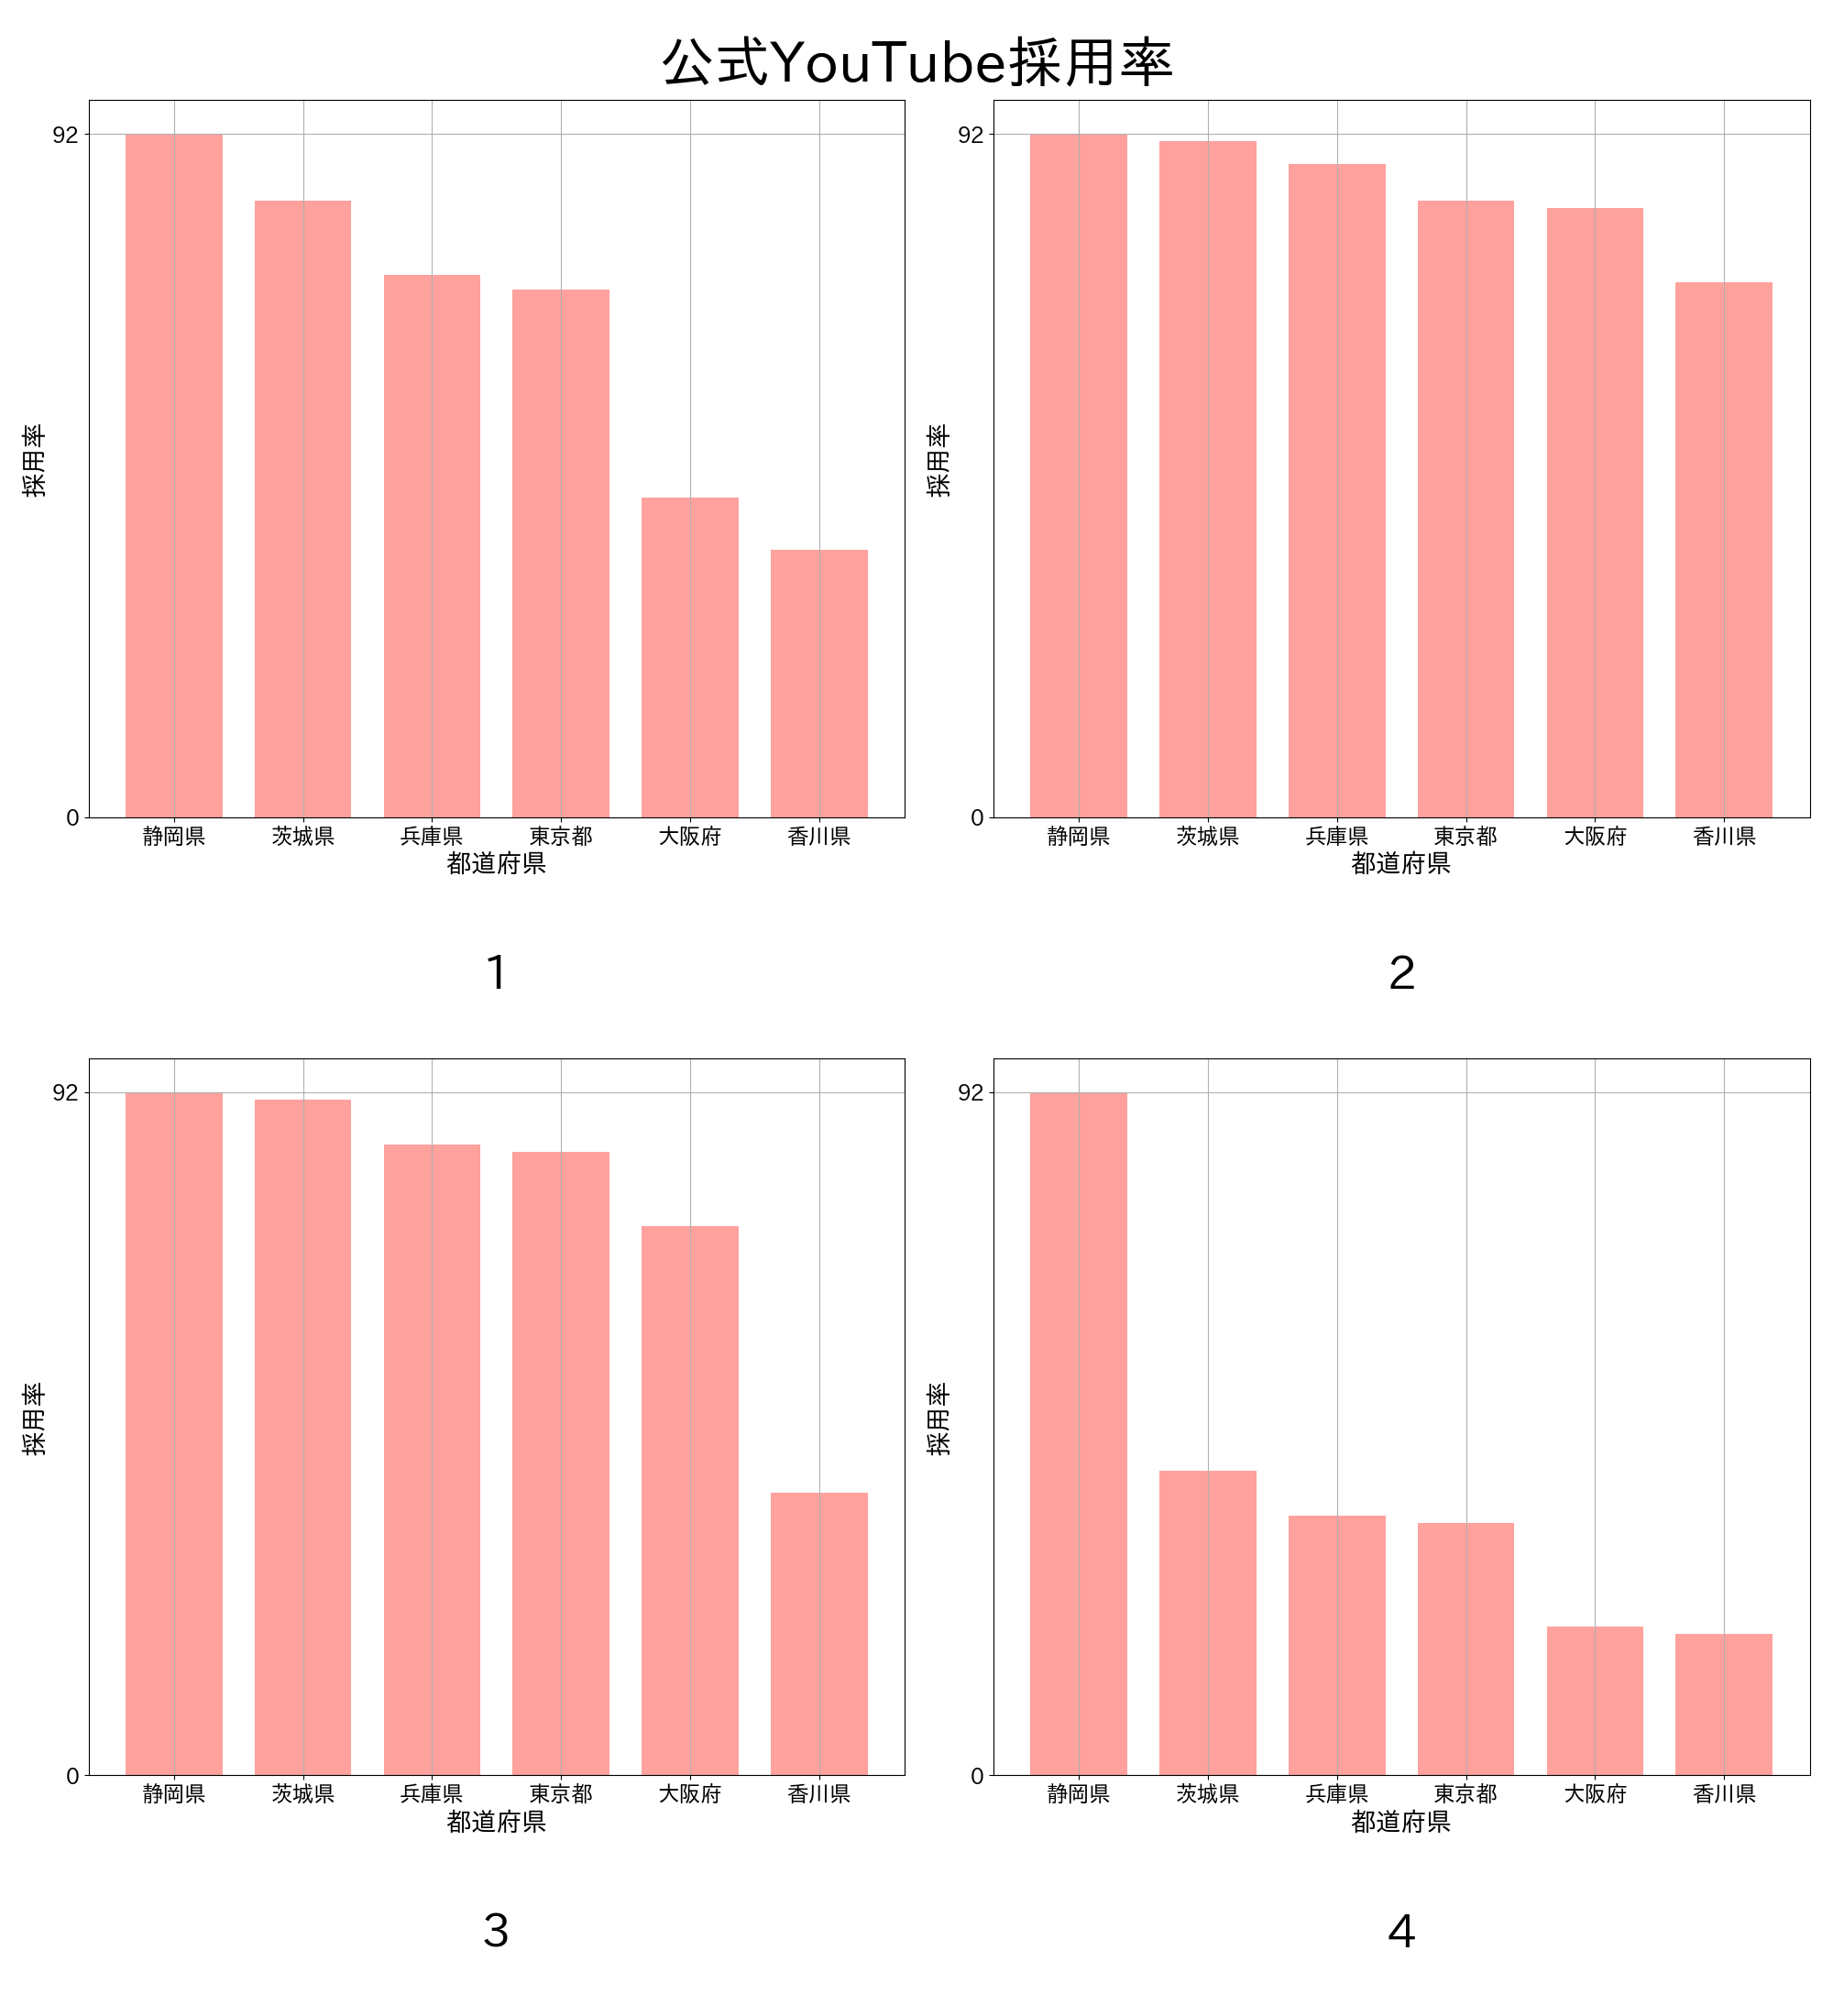 公式YouTube採用率
92
0
採用率
静岡県 茨城県 兵庫県 東京都 大阪府 香川県
都道府県
1
92
0
採用率
静岡県 茨城県 兵庫県 東京都 大阪府 香川県
都道府県
2
92
0
採用率
静岡県 茨城県 兵庫県 東京都 大阪府 香川県
都道府県
3
92
0
採用率
静岡県 茨城県 兵庫県 東京都 大阪府 香川県
都道府県
4